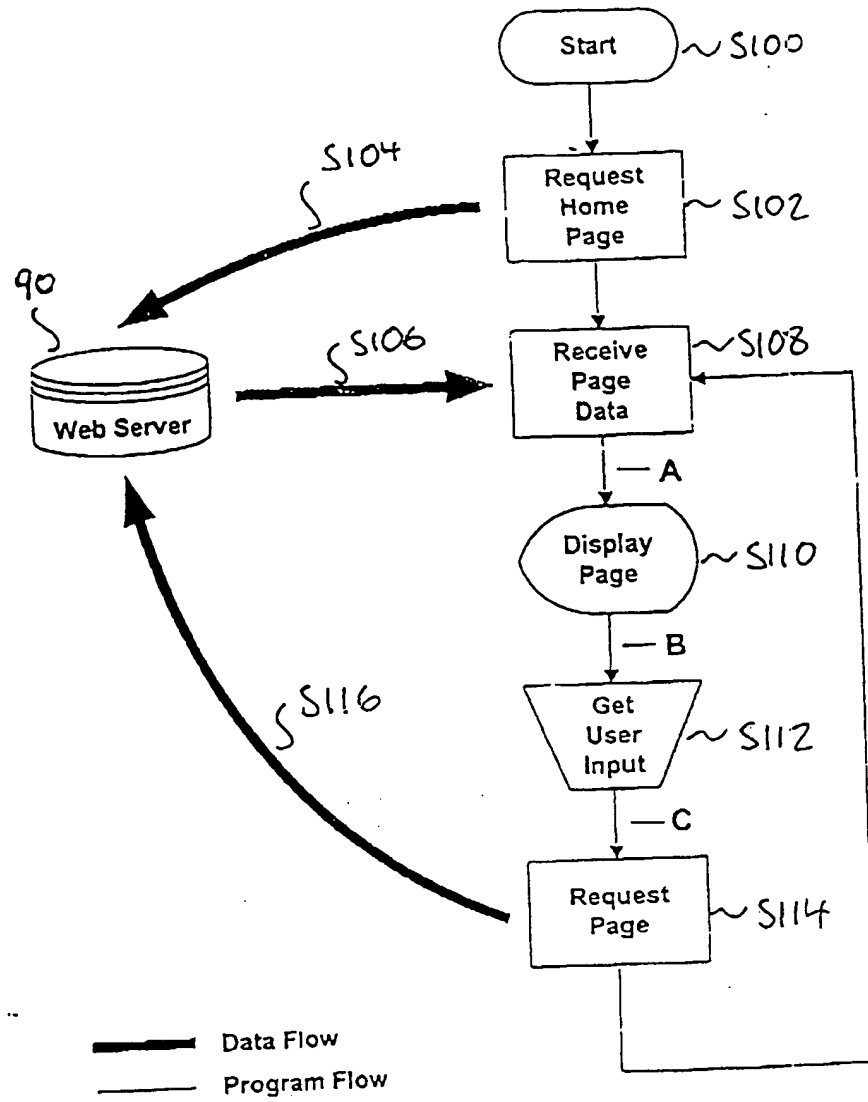 Start
S100
S104
Request
Home
Page
S102
90
S106
Receive
Page
Data
S108
Web Server
A
Display
Page
S110
B
S116
Get
User
Input
S112
C
Request
Page
S114
Data Flow
Program Flow